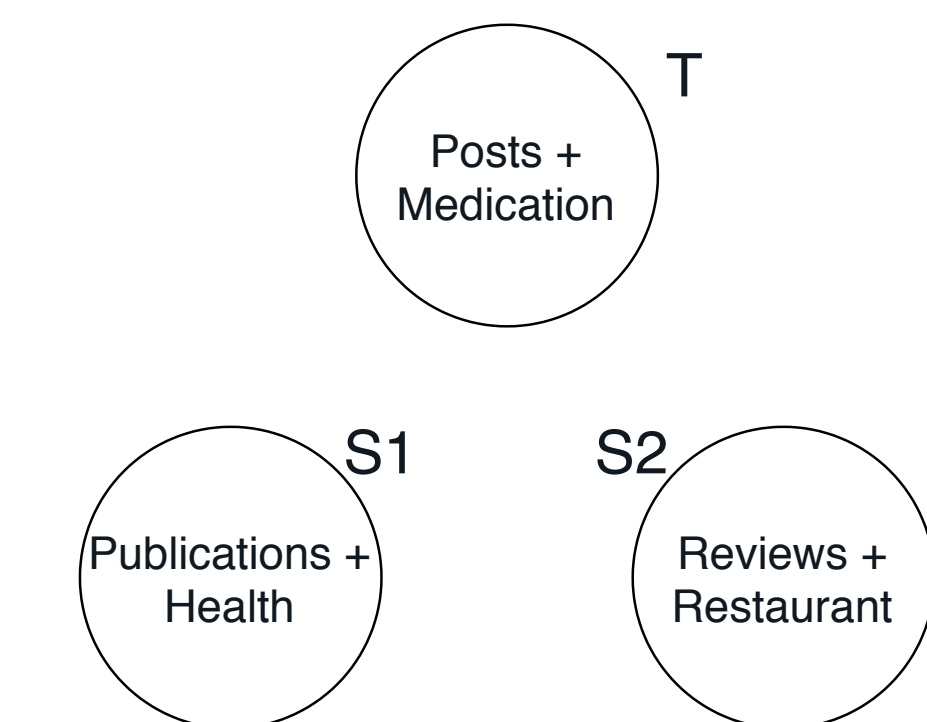 T
Posts +
Medication
S1
S2
Publications +
Health
Reviews +
Restaurant